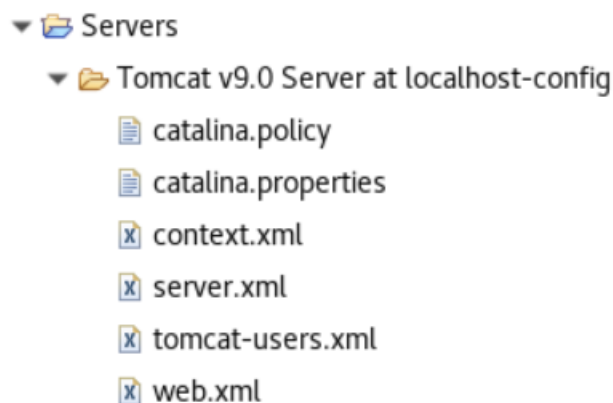 Servers
Tomcat v9.0 Server at localhost-config
catalina.policy
catalina.properties
context.xml
server.xml
tomcat-users.xml
web.xml